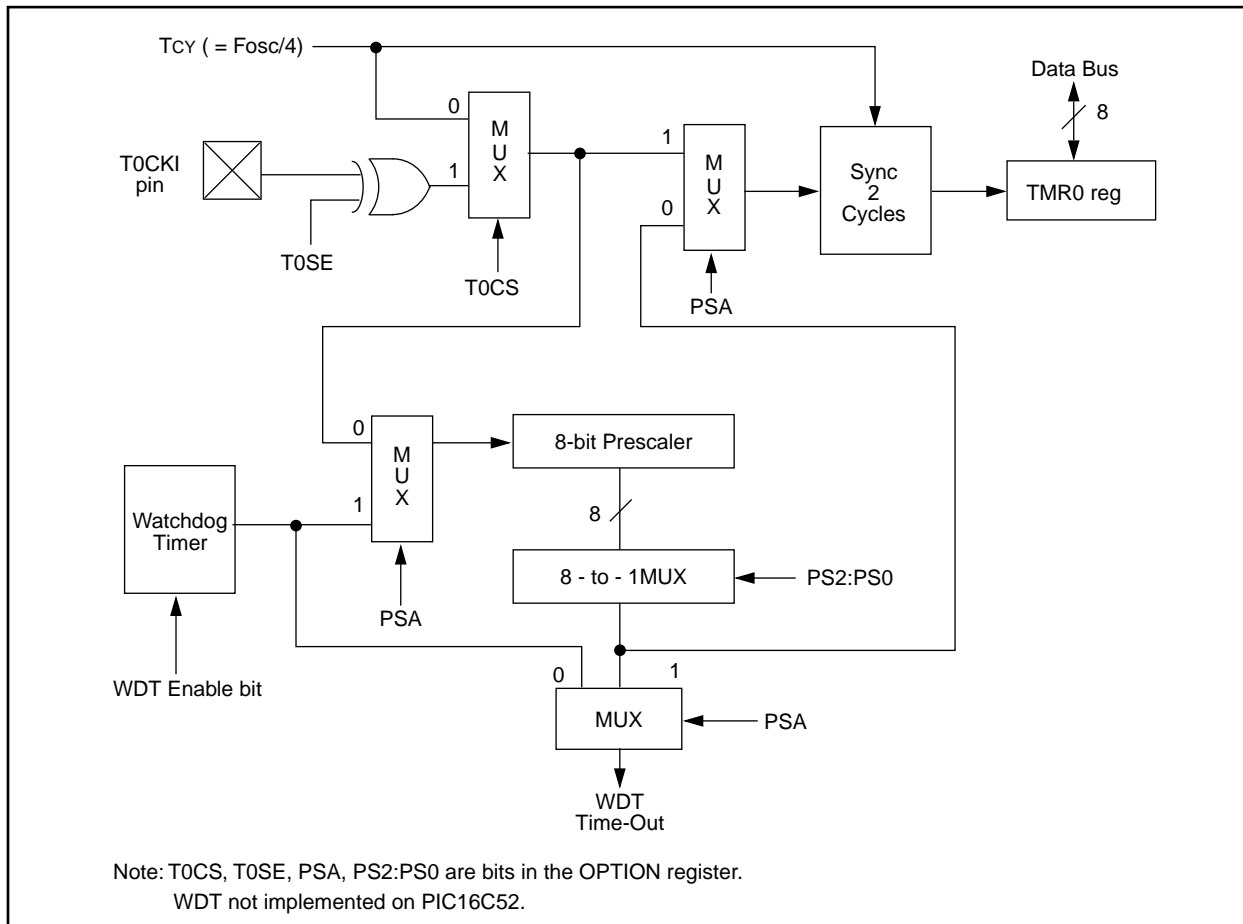 TCY ( = Fosc/4)
Data Bus
8
0
M
U
X
1
T0CKI
pin
T0SE
T0CS
1
M
U
X
0
PSA
Sync
2
Cycles
TMR0 reg
0
M
U
X
1
PSA
8-bit Prescaler
8
Watchdog
Timer
8 - to - 1MUX
PS2:PS0
WDT Enable bit
0
1
MUX
PSA
WDT
Time-Out
Note: T0CS, T0SE, PSA, PS2:PS0 are bits in the OPTION register.
WDT not implemented on PIC16C52.